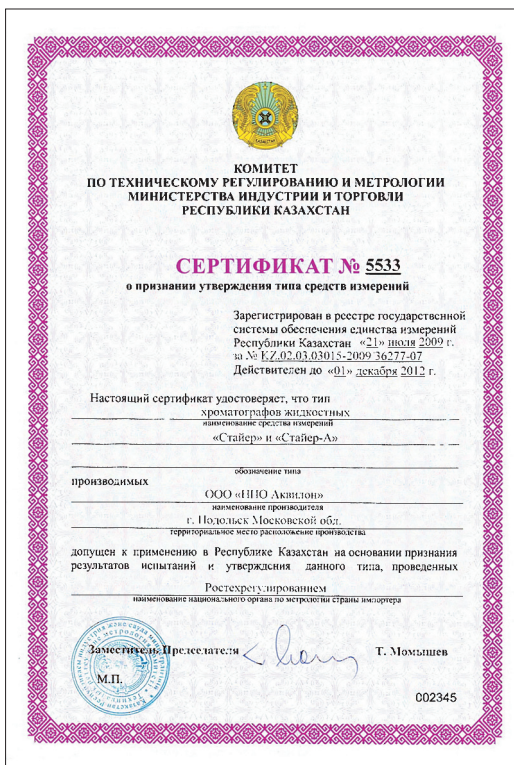 КОМИТЕТ
ПО ТЕХНИЧЕСКОМУ РЕГУЛИРОВАНИЮ И МЕТРОЛОГИИ
МИНИСТЕРСТВА ИНДУСТРИИ И ТОРГОВЛИ
РЕСПУБЛИКИ КАЗАХСТАН
СЕРТИФИКАТ № 5533
о признании утверждения типа средств измерений
Зарегистрирован в реестре государственной
системы обеспечения единства измерений
Республики Казахстан «21» июля 2009 г.
за № KZ.02.03.03015-2009/36277-07
Действителен до «01» декабря 2012 г.
Настоящий сертификат удостоверяет, что тип
хроматографов жидкостных
наименование средства измерений
«Стайер» и «Стайер-А»
обозначение типа
производимых
ООО «НПО Аквилон»
наименование производителя
г. Подольск Московской обл.
территориальное место расположение производства
допущен к применению в Республике Казахстан на основании признания
результатов испытаний и утверждения данного типа, проведенных
Ростехрегулированием
наименование национального органа по метрологии страны импортера
Заместитель Председателя Т. Момышев
М.П.
002345